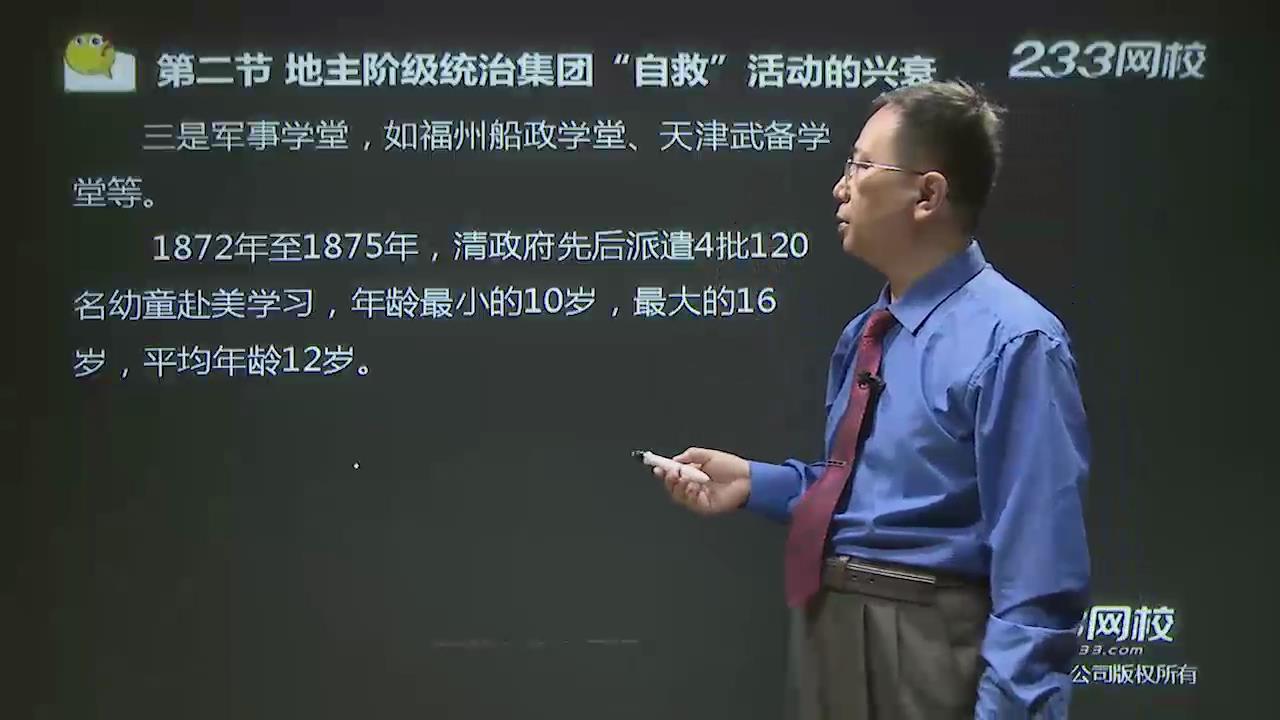 第二节 地主阶级统治集团“自救”活动的兴衰
233网校
三是军事学堂，如福州船政学堂、天津武备学
堂等。
1872年至1875年，清政府先后派遣4批120
名幼童赴美学习，年龄最小的10岁，最大的16
岁，平均年龄12岁。
网校
33.com
公司版权所有